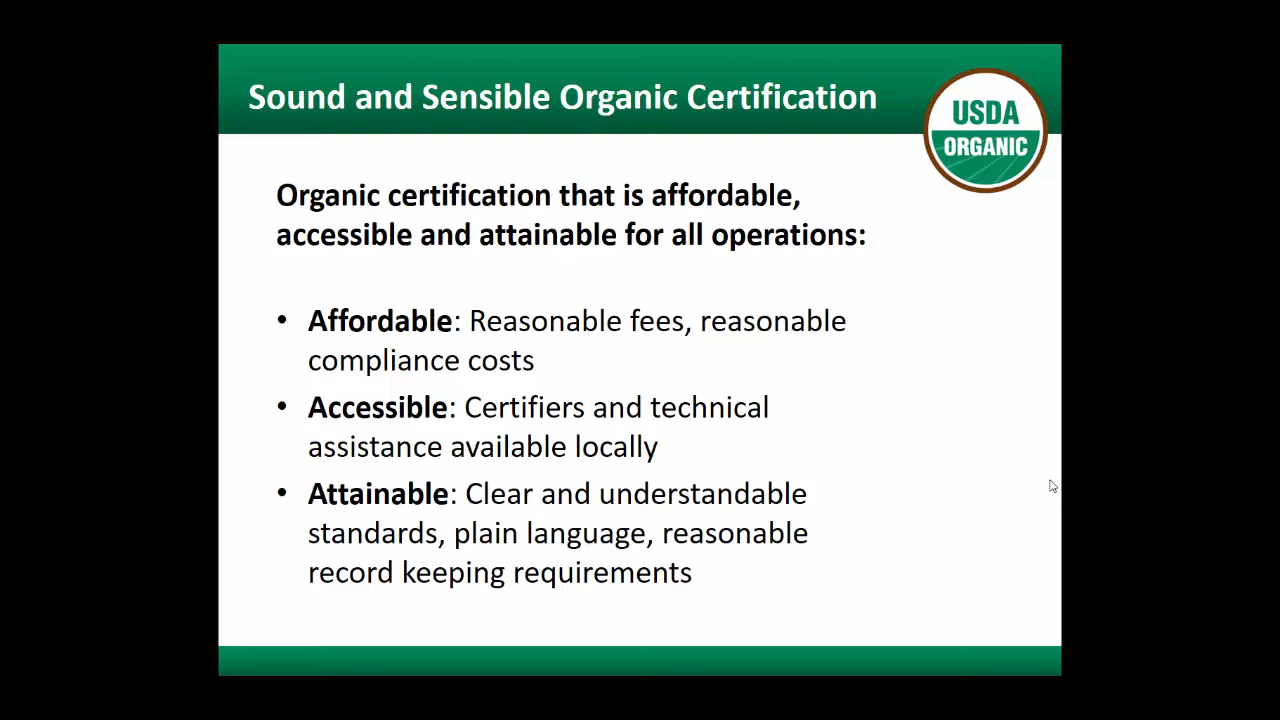 Sound and Sensible Organic Certification
USDA
ORGANIC
Organic certification that is affordable,
accessible and attainable for all operations:
• Affordable: Reasonable fees, reasonable
compliance costs
• Accessible: Certifiers and technical
assistance available locally
• Attainable: Clear and understandable
standards, plain language, reasonable
record keeping requirements